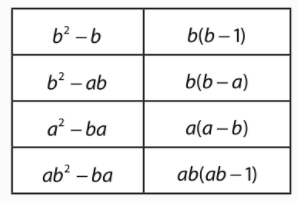 b² – b b(b – 1)
b² – ab b(b – a)
a² – ba a(a – b)
ab² – ba ab(ab – 1)